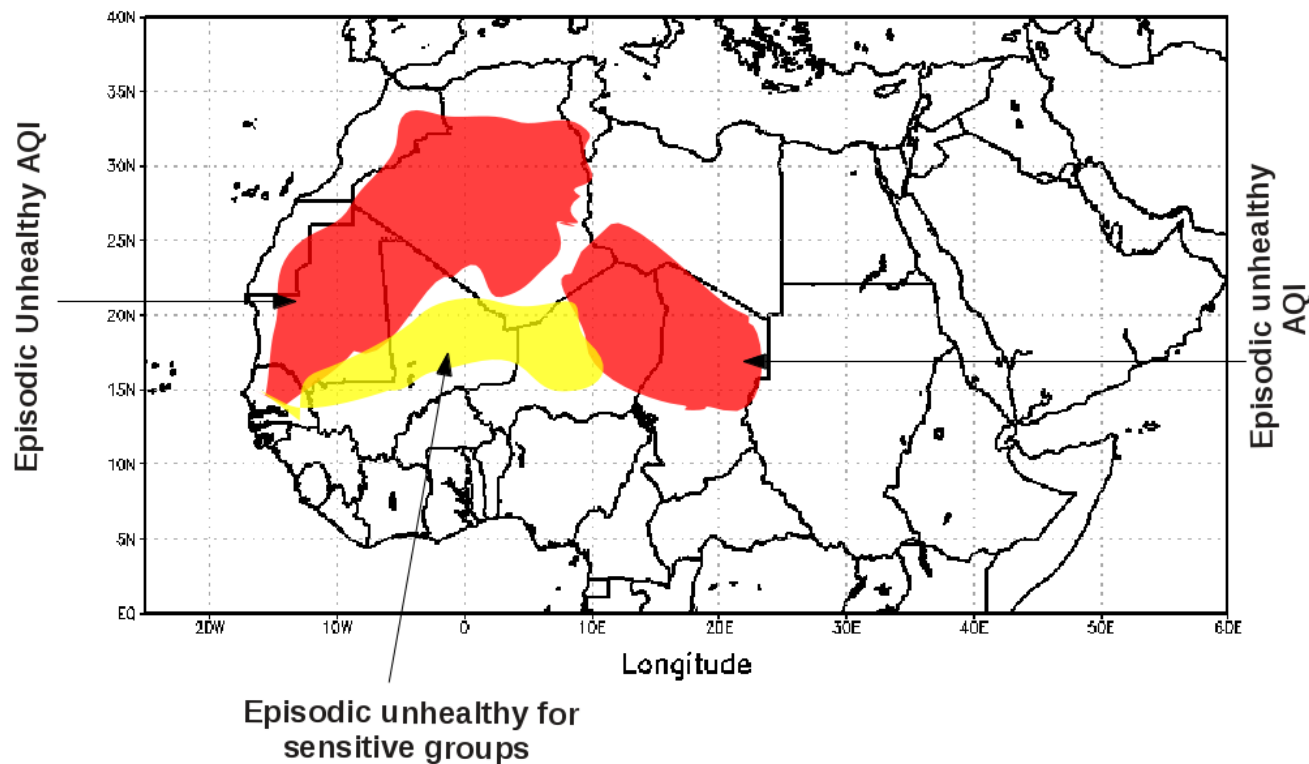 40N
35N
30N
25N
20N
15N
10N
5N
EQ
20W 10W 0 10E 20E 30E 40E 50E 60E
Longitude
Episodic Unhealthy AQI
Episodic unhealthy
AQI
Episodic unhealthy for
sensitive groups